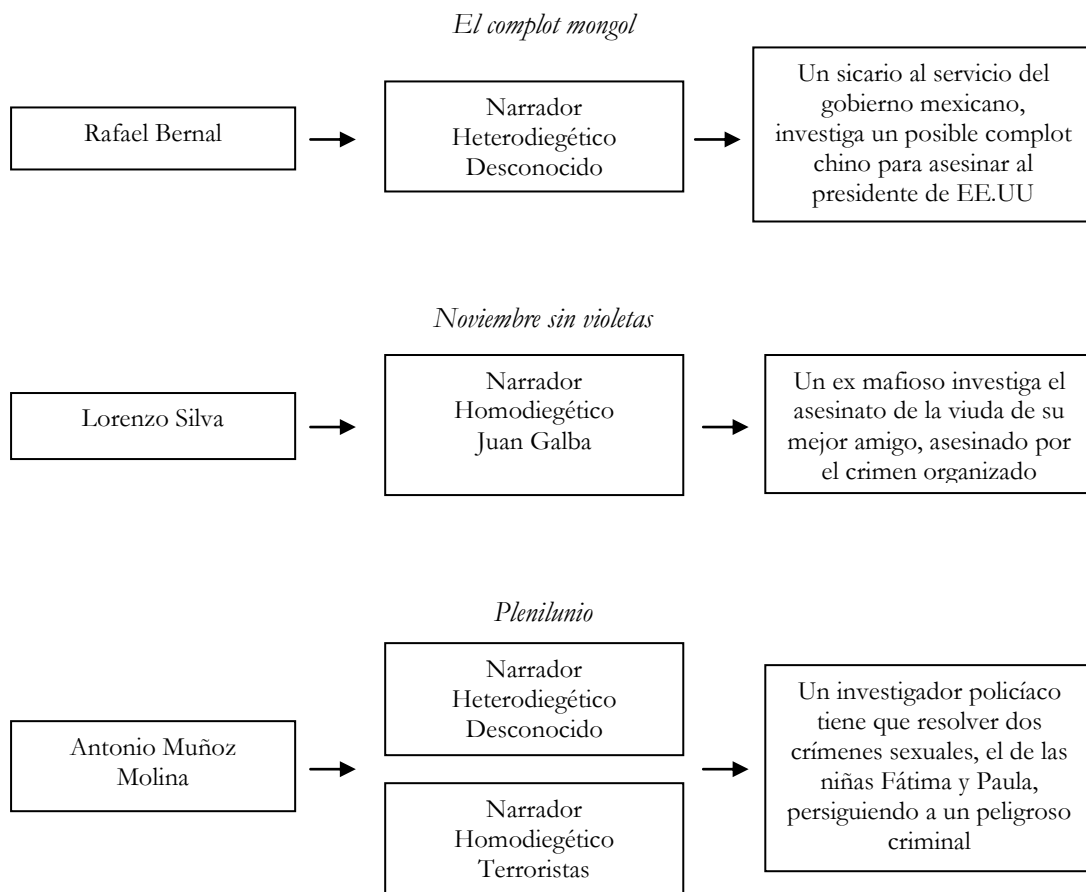 El complot mongol
Rafael Bernal
Narrador
Heterodiegético
Desconocido
Un sicario al servicio del
gobierno mexicano,
investiga un posible complot
chino para asesinar al
presidente de EE.UU
Noviembre sin violetas
Lorenzo Silva
Narrador
Homodiegético
Juan Galba
Un ex mafioso investiga el
asesinato de la viuda de su
mejor amigo, asesinado por
el crimen organizado
Plenilunio
Antonio Muñoz
Molina
Narrador
Heterodiegético
Desconocido
Narrador
Homodiegético
Terroristas
Un investigador policíaco
tiene que resolver dos
crímenes sexuales, el de las
niñas Fátima y Paula,
persiguiendo a un peligroso
criminal